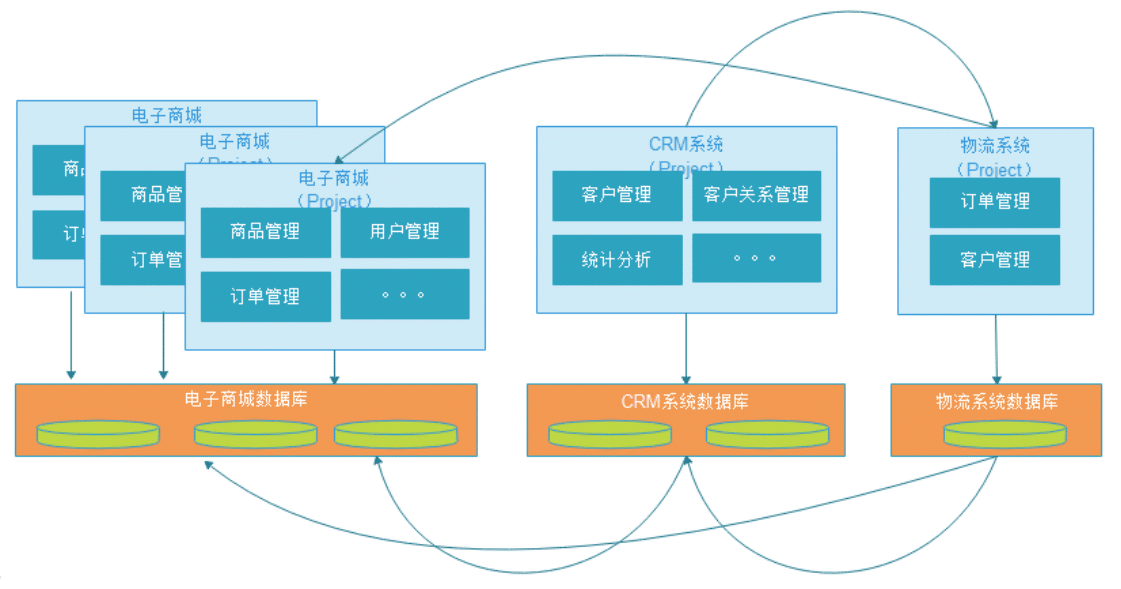 电子商城
商品
订单
电子商城
（Project）
商品管
订单管
电子商城
（Project）
商品管理
用户管理
订单管理
。。。
CRM系统
（Project）
客户管理
客户关系管理
统计分析
。。。
物流系统
（Project）
订单管理
客户管理
电子商城数据库
CRM系统数据库
物流系统数据库